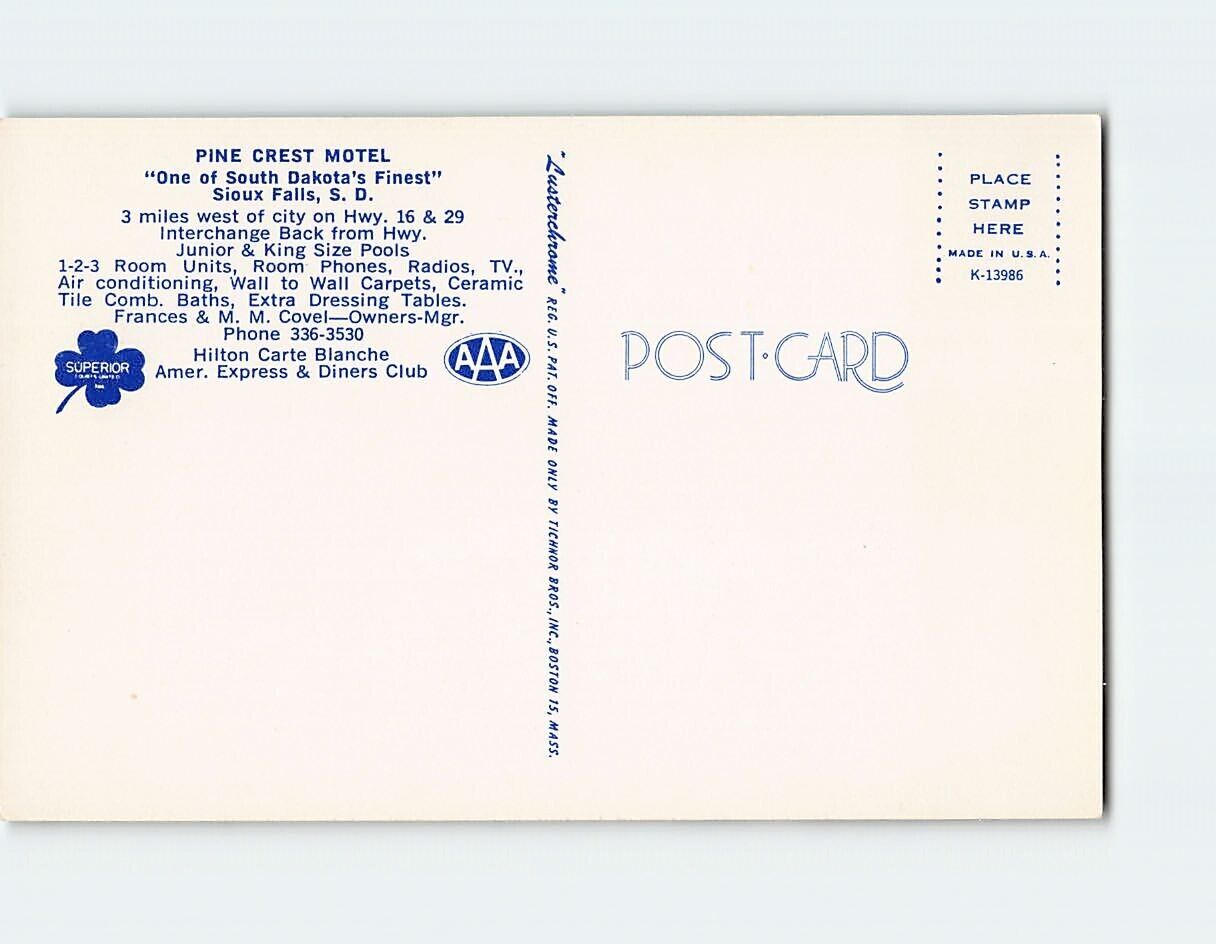 PINE CREST MOTEL
“One of South Dakota's Finest”
Sioux Falls, S. D.
3 miles west of city on Hwy. 16 & 29
Interchange Back from Hwy.
Junior & King Size Pools
1-2-3 Room Units, Room Phones, Radios, TV.,
Air conditioning, Wall to Wall Carpets, Ceramic
Tile Comb. Baths, Extra Dressing Tables.
Frances & M. M. Covel—Owners-Mgr.
Phone 336-3530
Hilton Carte Blanche
Amer. Express & Diners Club
SUPERIOR
AAA
"Lusterchrome" REG. U.S. PAT. OFF. MADE ONLY BY TICHNOR BROS., INC., BOSTON 15, MASS.
PLACE
STAMP
HERE
MADE IN U.S.A.
K-13986
POST·CARD